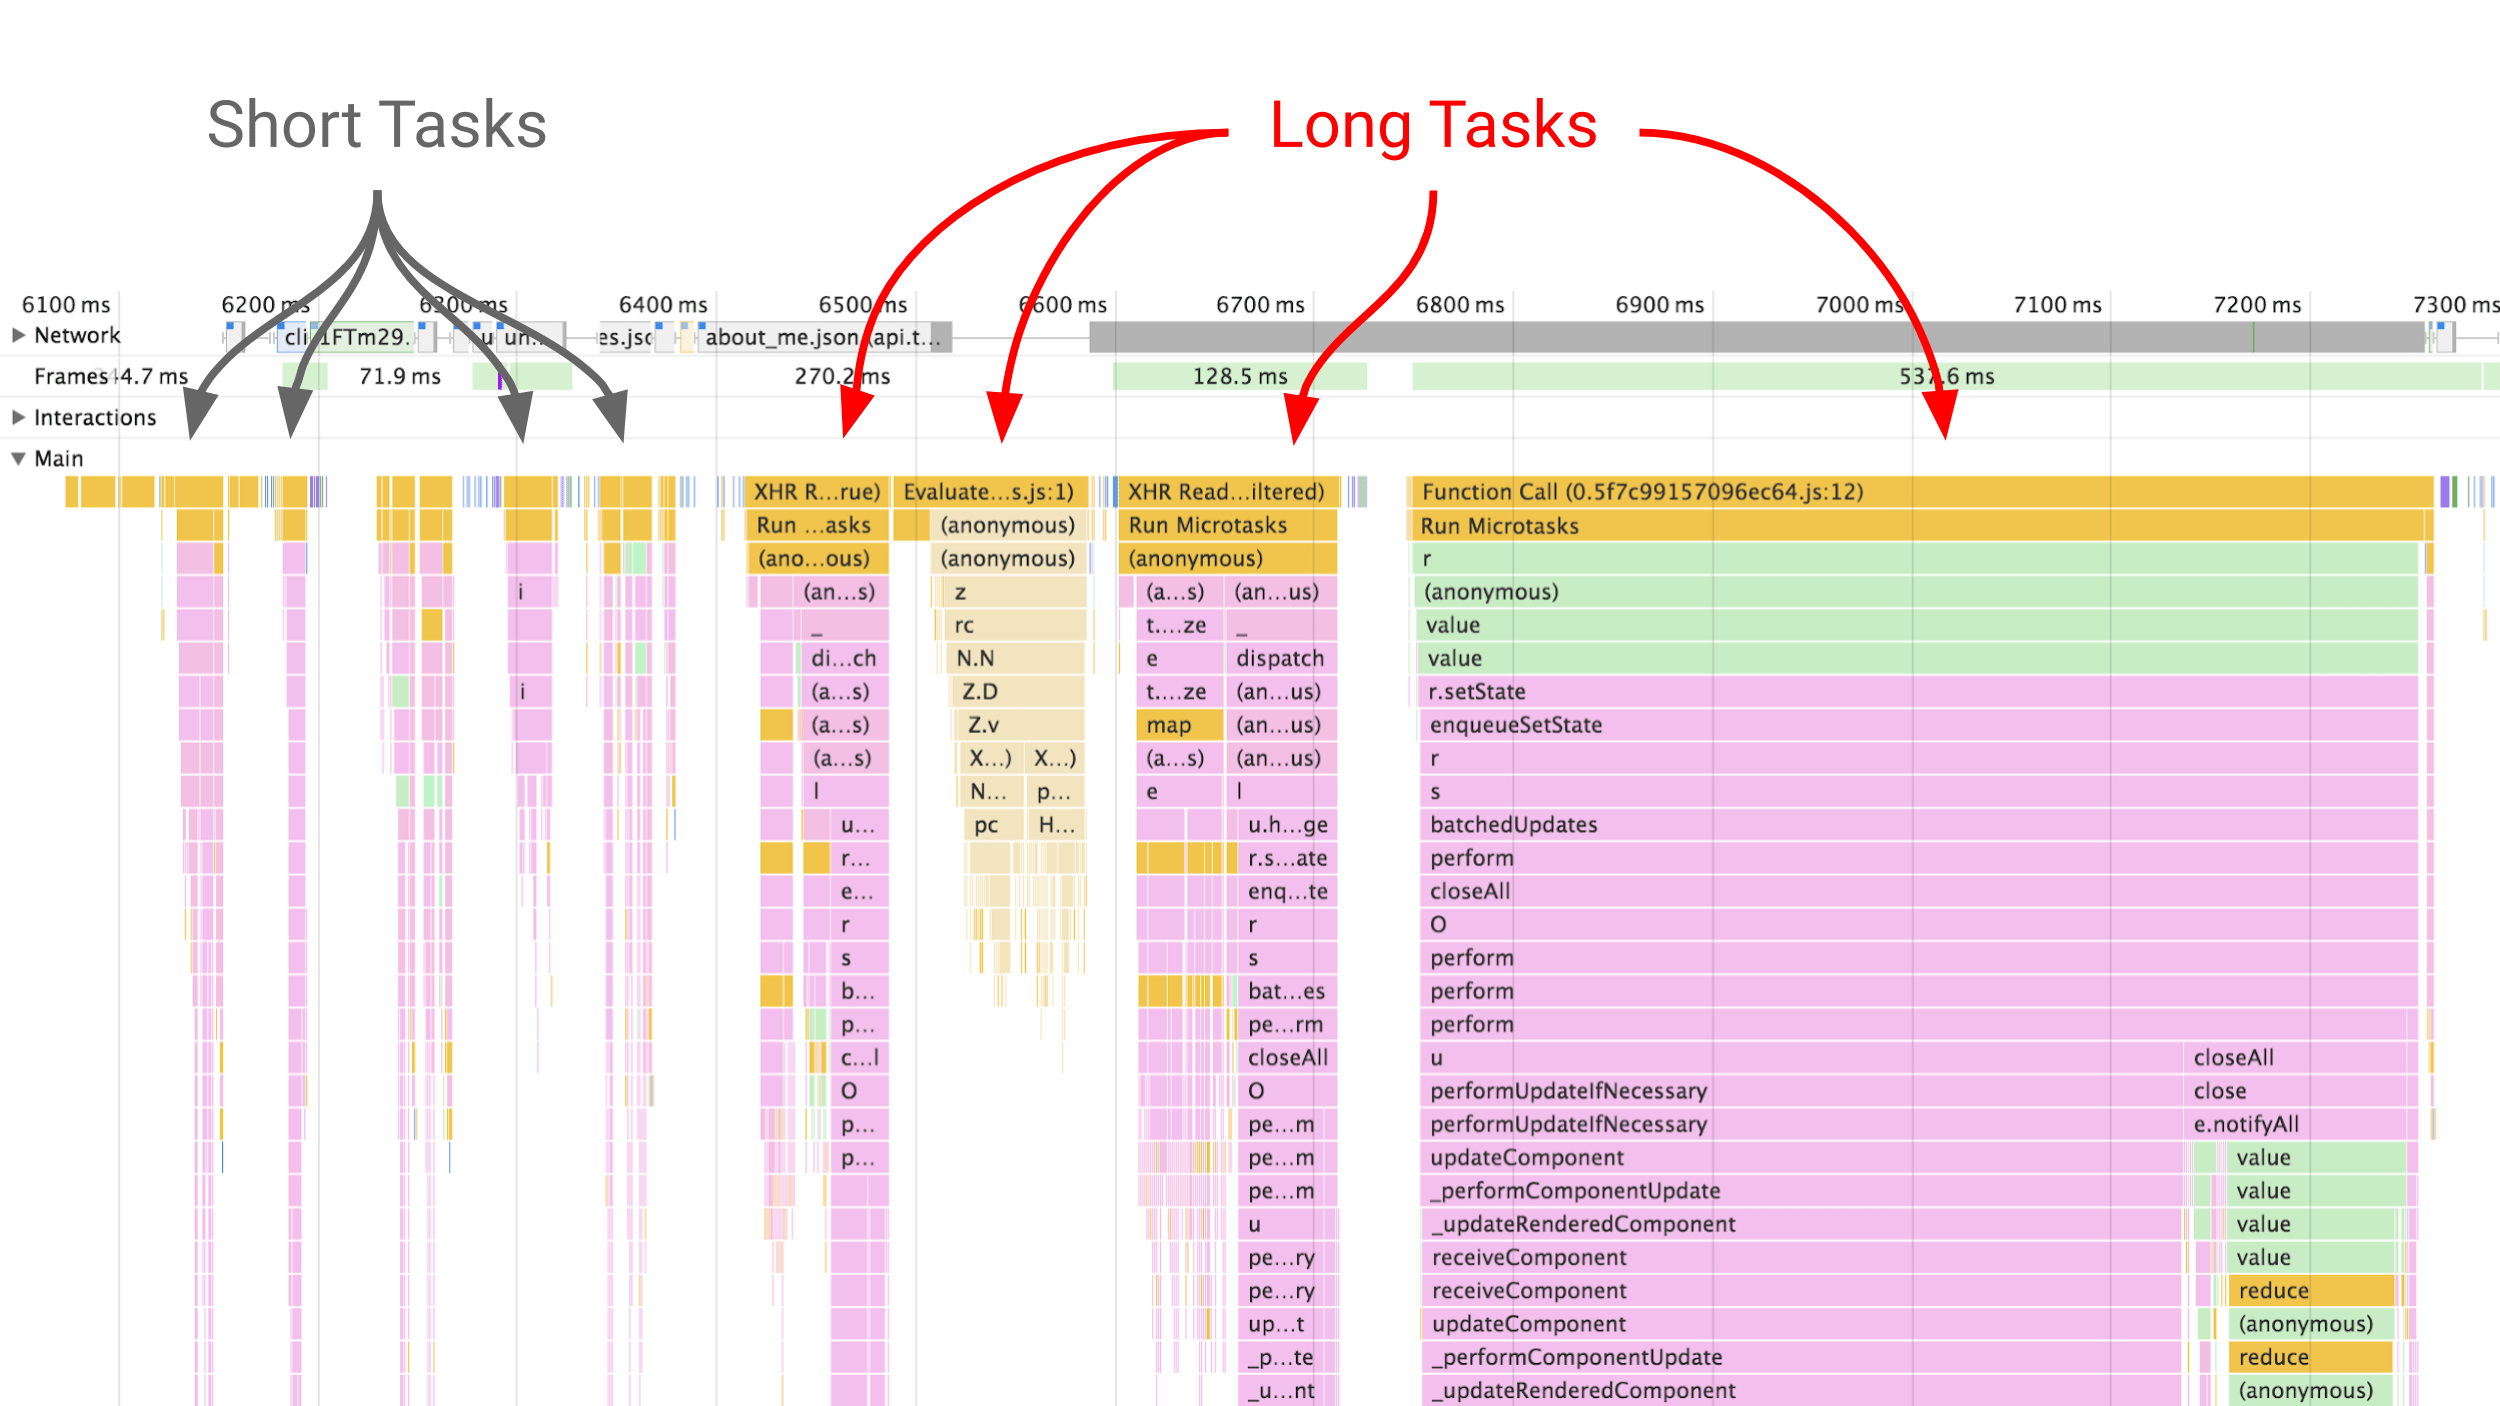 Short Tasks
Long Tasks
6100 ms 6200 ms 6300 ms 6400 ms 6500 ms 6600 ms 6700 ms 6800 ms 6900 ms 7000 ms 7100 ms 7200 ms 7300 ms
Network cli 1FTm29. u un... es.jsc about_me.json (api.t…
Frames 44.7 ms 71.9 ms 270.2 ms 128.5 ms 537.6 ms
Interactions
Main
XHR R…rue) Evaluate…s.js:1) XHR Read…iltered) Function Call (0.5f7c99157096ec64.js:12)
Run …asks (anonymous) Run Microtasks Run Microtasks
(ano…ous) (anonymous) (anonymous) r
i (an…s) z (a…s) (an…us) (anonymous)
_ rc t.…ze _ value
di…ch N.N e dispatch value
i (a…s) Z.D t.…ze (an…us) r.setState
(a…s) Z.v map (an…us) enqueueSetState
(a…s) X…) X…) (a…s) (an…us) r
l N… p… e l s
u… pc H… u.h…ge batchedUpdates
r… r.s…ate perform
e… enq…te closeAll
r r O
s s perform
b… bat…es perform
p… pe…rm perform
c…l closeAll u closeAll
O O performUpdateIfNecessary close
p… pe…m performUpdateIfNecessary e.notifyAll
p… pe…m updateComponent value
pe…m _performComponentUpdate value
u _updateRenderedComponent value
pe…ry receiveComponent value
pe…ry receiveComponent reduce
up…t updateComponent (anonymous)
_p…te _performComponentUpdate reduce
_u…nt _updateRenderedComponent (anonymous)